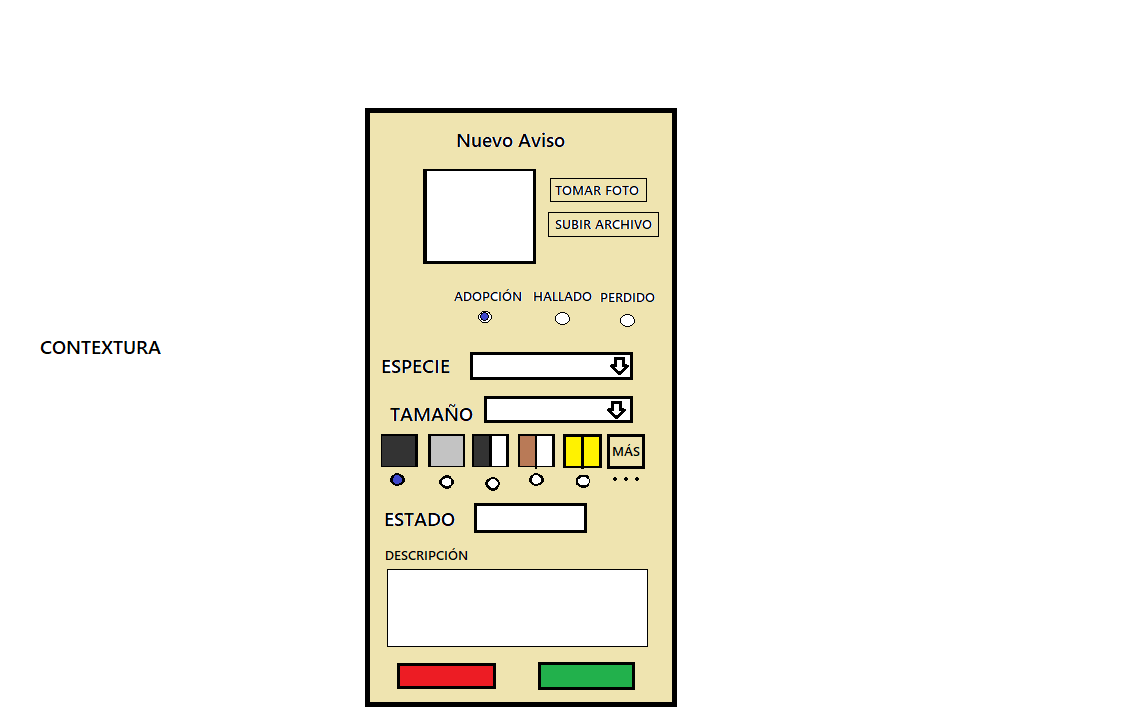 Nuevo Aviso
TOMAR FOTO
SUBIR ARCHIVO
ADOPCIÓN HALLADO PERDIDO
CONTEXTURA
ESPECIE
TAMAÑO
MÁS
ESTADO
DESCRIPCIÓN